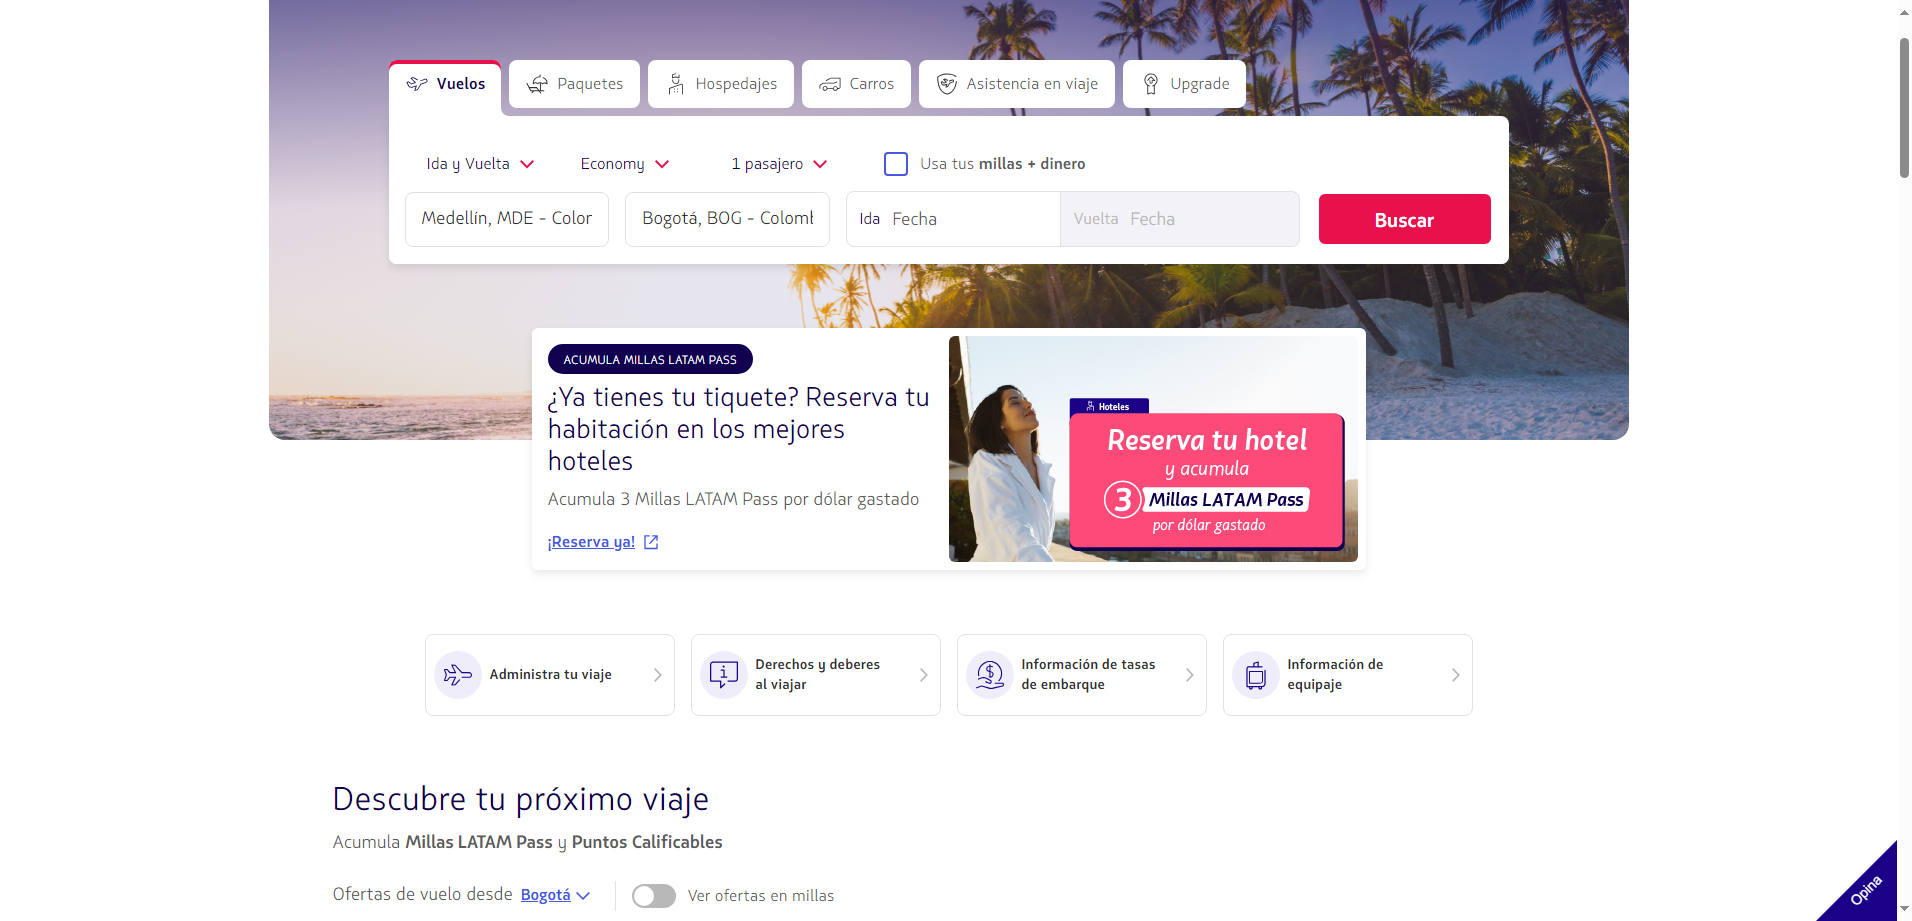 Vuelos
Paquetes
Hospedajes
Carros
Asistencia en viaje
Upgrade
Ida y Vuelta
Economy
1 pasajero
Usa tus millas + dinero
Medellín, MDE - Color
Bogotá, BOG - Colomb
Ida Fecha
Vuelta Fecha
Buscar
ACUMULA MILLAS LATAM PASS
¿Ya tienes tu tiquete? Reserva tu
habitación en los mejores
hoteles
Acumula 3 Millas LATAM Pass por dólar gastado
¡Reserva ya!
Hoteles
Reserva tu hotel
y acumula
3 Millas LATAM Pass
por dólar gastado
Administra tu viaje
Derechos y deberes
al viajar
Información de tasas
de embarque
Información de
equipaje
Descubre tu próximo viaje
Acumula Millas LATAM Pass y Puntos Calificables
Ofertas de vuelo desde Bogotá
Ver ofertas en millas
Opina